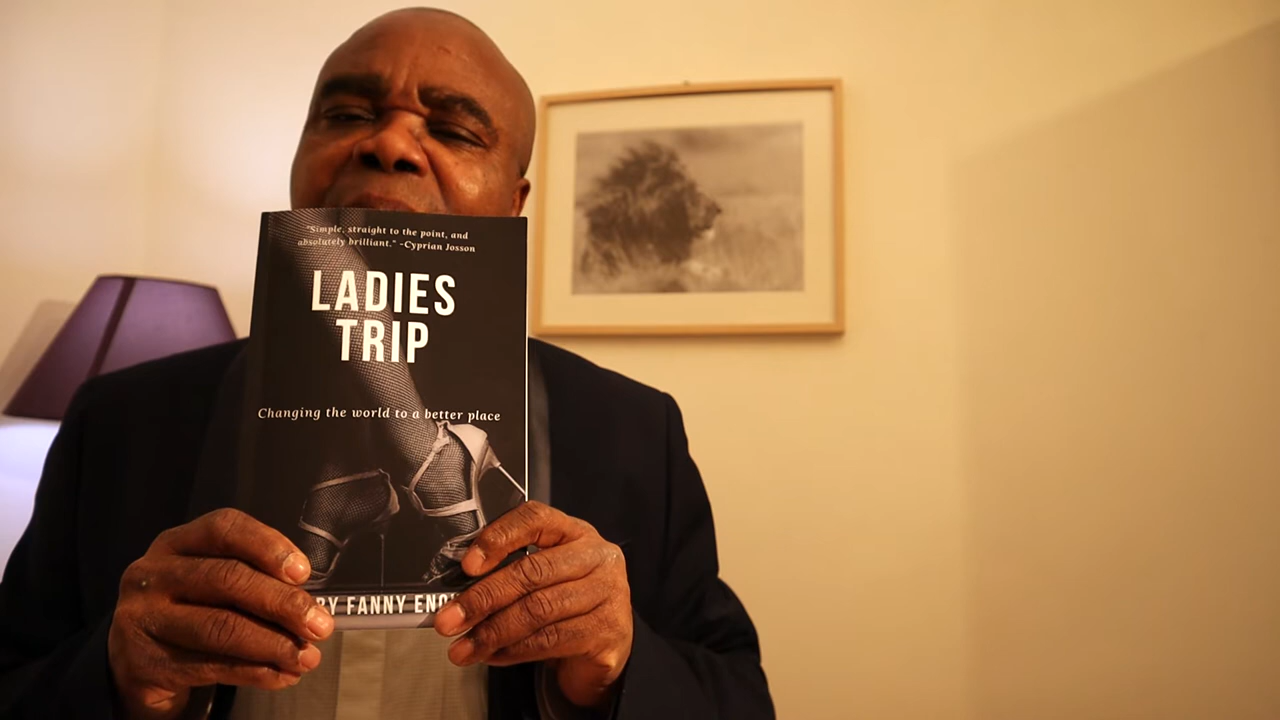 "Simple, straight to the point, and
absolutely brilliant." -Cyprian Josson
LADIES
TRIP
Changing the world to a better place
FANNY